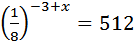 (1/8)^{-3+x} = 512